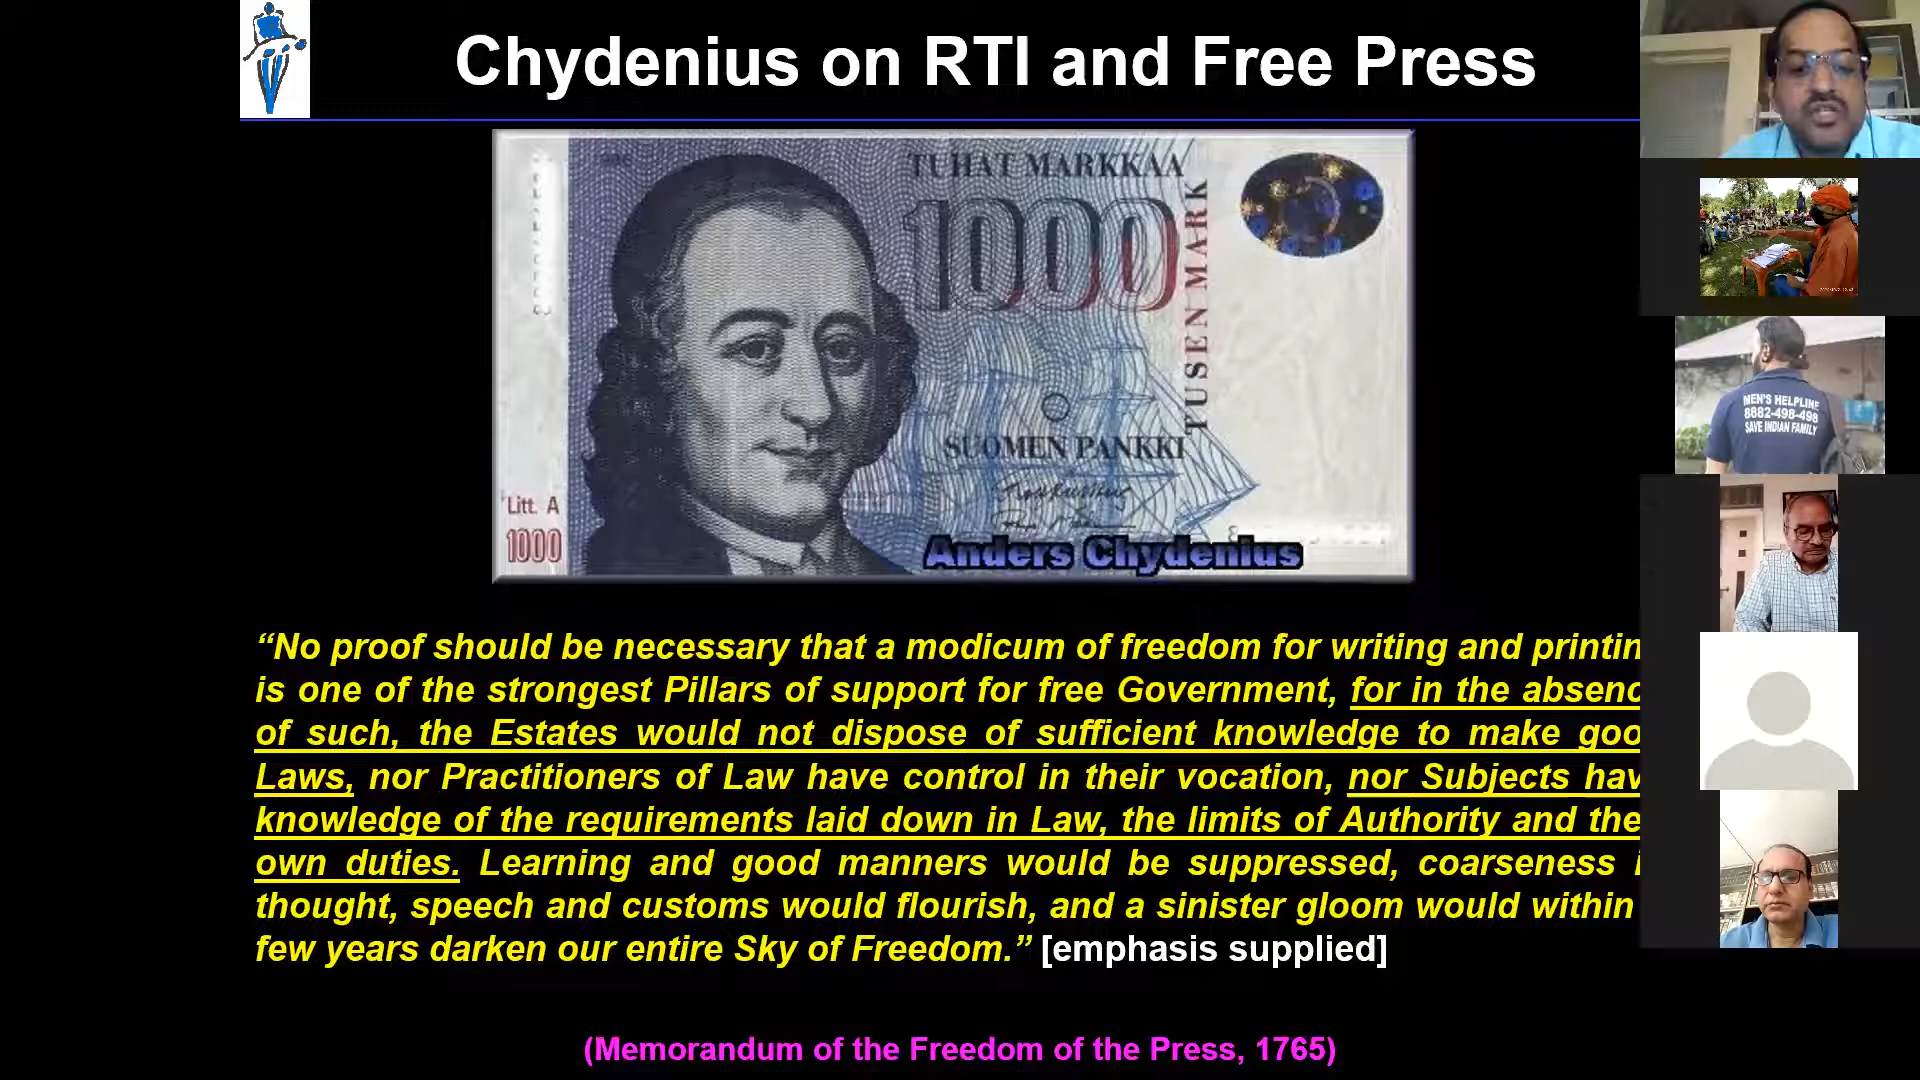 Chydenius on RTI and Free Press
TUHAT MARKKAA
1000
TUSEN MARK
SUOMEN PANKKI
Litt. A
1000
Anders Chydenius
“No proof should be necessary that a modicum of freedom for writing and printin
is one of the strongest Pillars of support for free Government, for in the absenc
of such, the Estates would not dispose of sufficient knowledge to make goo
Laws, nor Practitioners of Law have control in their vocation, nor Subjects hav
knowledge of the requirements laid down in Law, the limits of Authority and the
own duties. Learning and good manners would be suppressed, coarseness i
thought, speech and customs would flourish, and a sinister gloom would within
few years darken our entire Sky of Freedom.” [emphasis supplied]
(Memorandum of the Freedom of the Press, 1765)
MEN'S HELPLINE
8882-498-498
SAVE INDIAN FAMILY